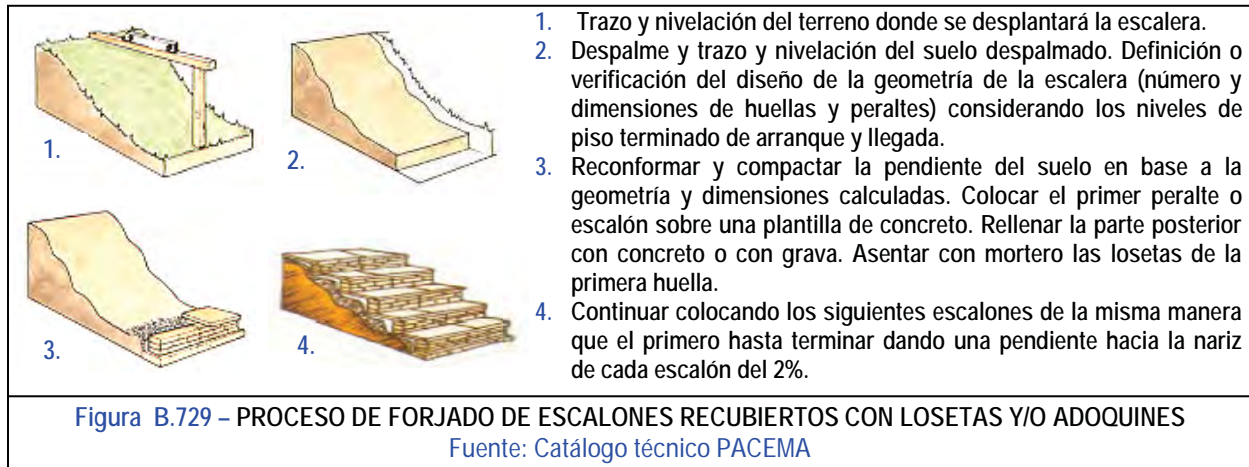 1.
2.
3.
4.
1. Trazo y nivelación del terreno donde se desplantará la escalera.
2. Despalme y trazo y nivelación del suelo despalmado. Definición o
verificación del diseño de la geometría de la escalera (número y
dimensiones de huellas y peraltes) considerando los niveles de
piso terminado de arranque y llegada.
3. Reconformar y compactar la pendiente del suelo en base a la
geometría y dimensiones calculadas. Colocar el primer peralte o
escalón sobre una plantilla de concreto. Rellenar la parte posterior
con concreto o con grava. Asentar con mortero las losetas de la
primera huella.
4. Continuar colocando los siguientes escalones de la misma manera
que el primero hasta terminar dando una pendiente hacia la nariz
de cada escalón del 2%.
Figura B.729 – PROCESO DE FORJADO DE ESCALONES RECUBIERTOS CON LOSETAS Y/O ADOQUINES
Fuente: Catálogo técnico PACEMA